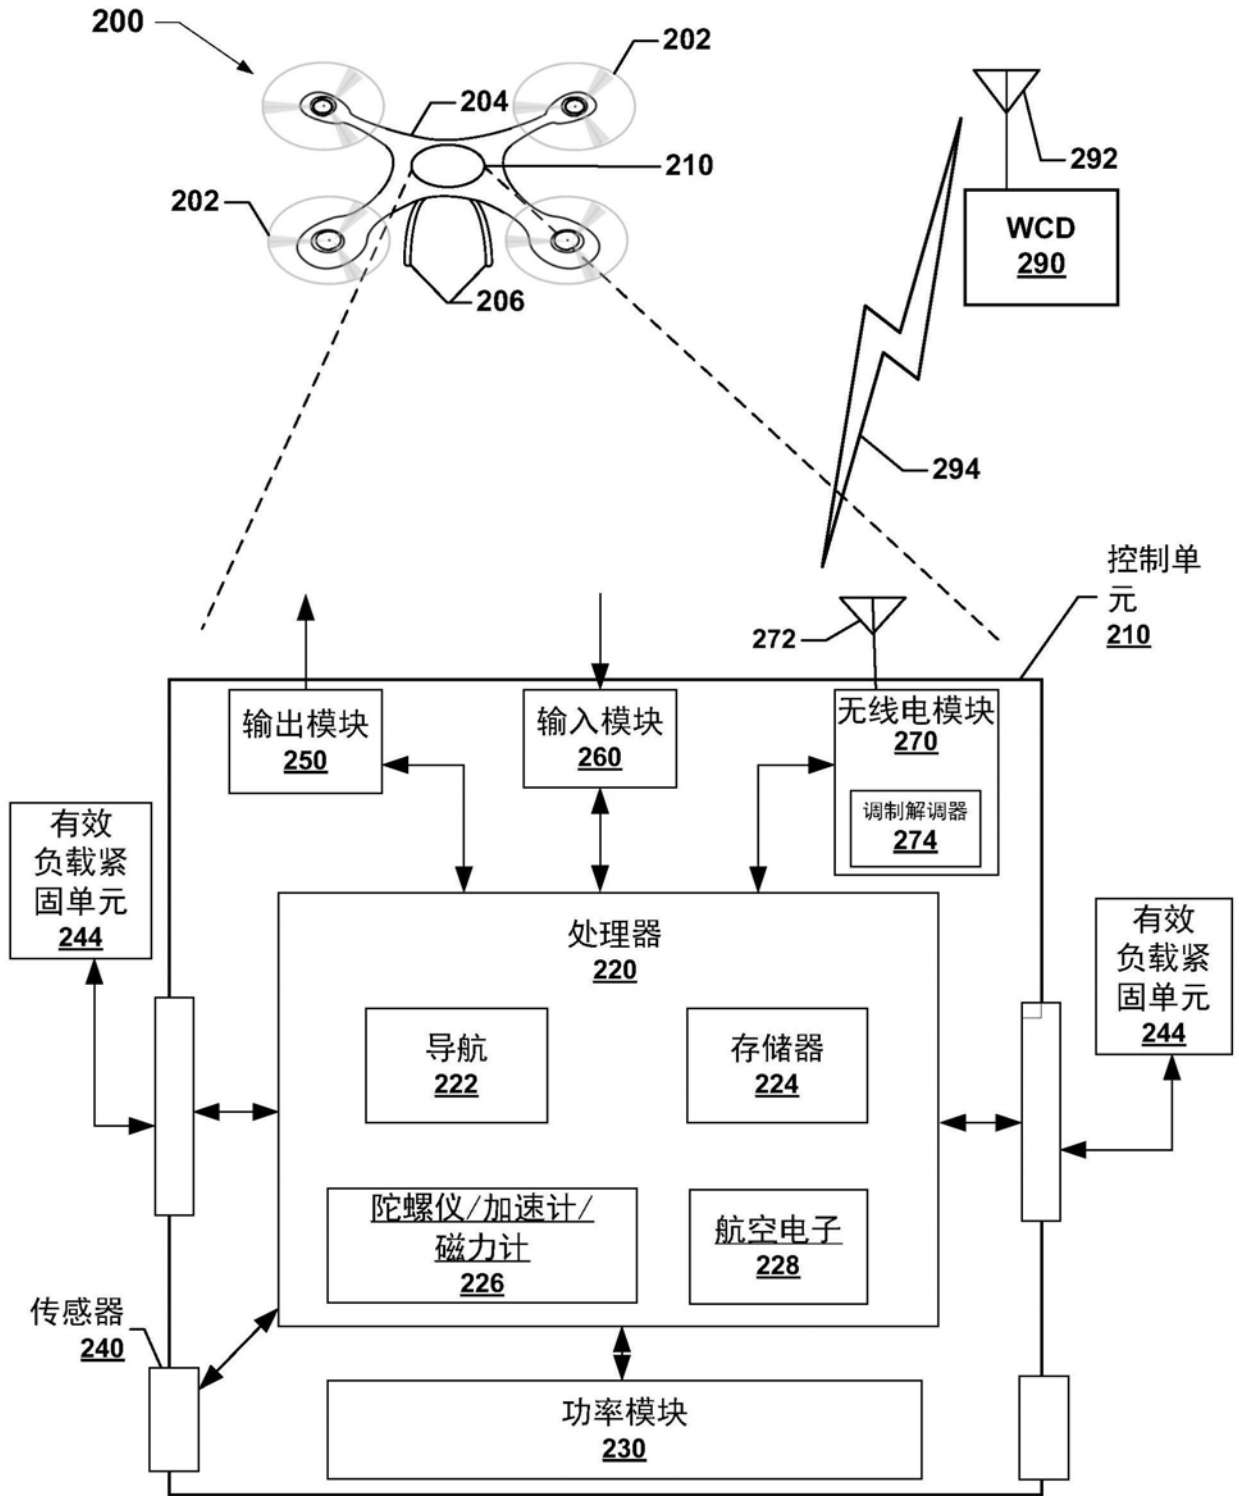 200
202
204
210
202
206
292
WCD
290
294
控制单
元
210
272
输出模块
250
输入模块
260
无线电模块
270
调制解调器
274
有效
负载紧
固单元
244
处理器
220
有效
负载紧
固单元
244
导航
222
存储器
224
陀螺仪/加速计/
磁力计
226
航空电子
228
传感器
240
功率模块
230